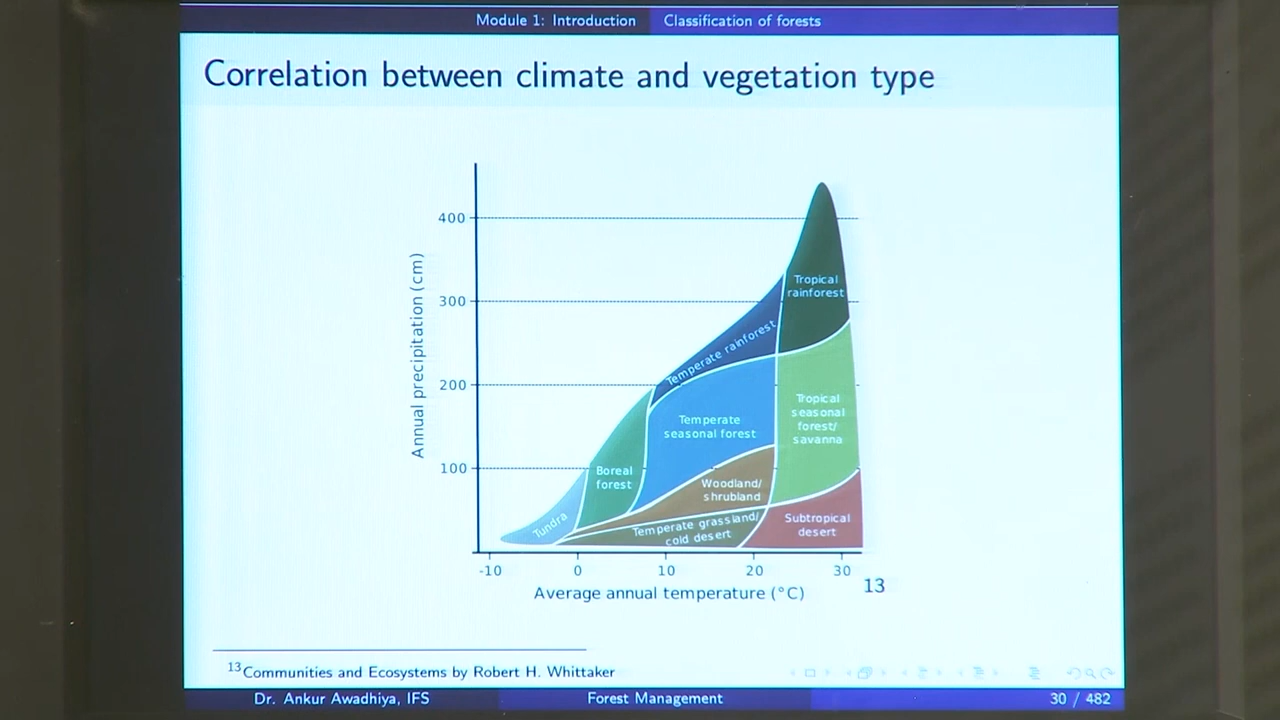 Module 1: Introduction Classification of forests
Correlation between climate and vegetation type
Annual precipitation (cm)
400
300
200
100
Tropical
rainforest
Temperate rainforest
Tropical
seasonal
forest/
savanna
Temperate
seasonal forest
Boreal
forest
Woodland/
shrubland
Tundra
Temperate grassland/
cold desert
Subtropical
desert
-10 0 10 20 30
Average annual temperature (°C)
13
13 Communities and Ecosystems by Robert H. Whittaker
Dr. Ankur Awadhiya, IFS Forest Management 30 / 482